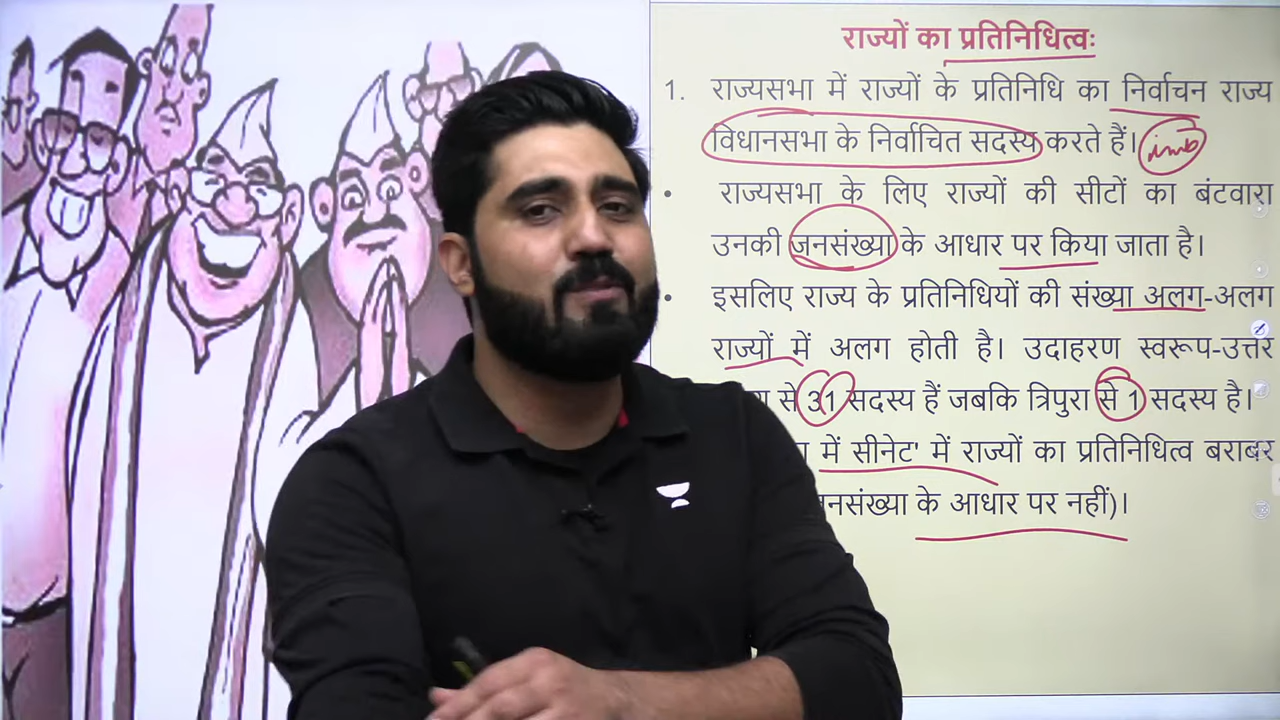 राज्यों का प्रतिनिधित्वः
1. राज्यसभा में राज्यों के प्रतिनिधि का निर्वाचन राज्य
विधानसभा के निर्वाचित सदस्य करते हैं। imp
• राज्यसभा के लिए राज्यों की सीटों का बंटवारा
उनकी जनसंख्या के आधार पर किया जाता है।
• इसलिए राज्य के प्रतिनिधियों की संख्या अलग-अलग
राज्यों में अलग होती है। उदाहरण स्वरूप-उत्तर
से 31 सदस्य हैं जबकि त्रिपुरा से 1 सदस्य है।
में सीनेट' में राज्यों का प्रतिनिधित्व बराबर
के आधार पर नहीं)।